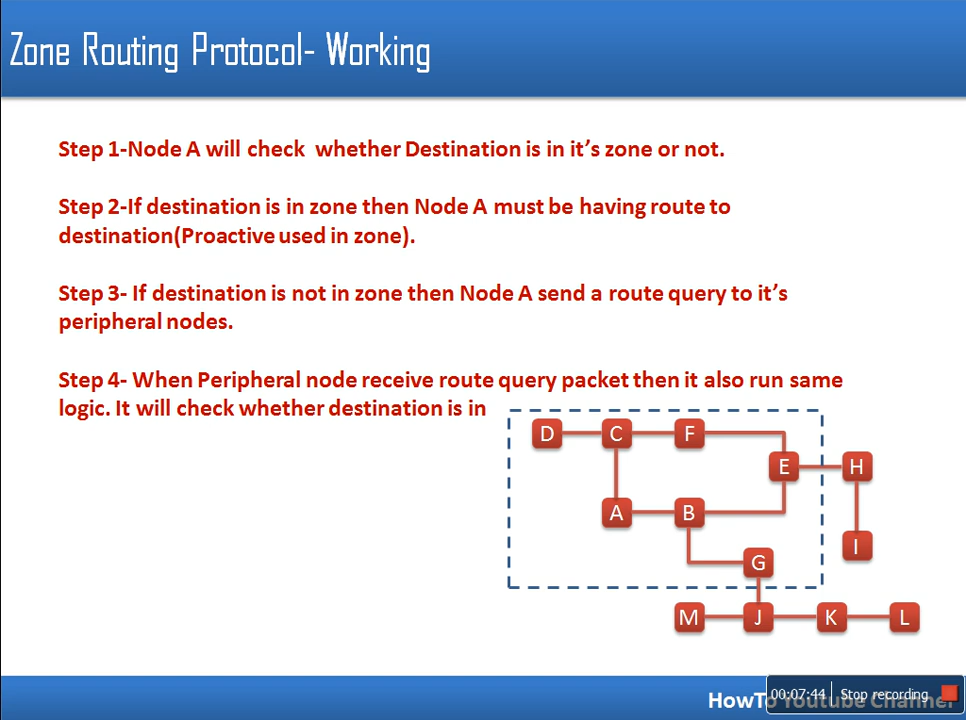 Zone Routing Protocol- Working
Step 1-Node A will check whether Destination is in it’s zone or not.
Step 2-If destination is in zone then Node A must be having route to
destination(Proactive used in zone).
Step 3- If destination is not in zone then Node A send a route query to it’s
peripheral nodes.
Step 4- When Peripheral node receive route query packet then it also run same
logic. It will check whether destination is in
D C F
E H
A B
I
G
M J K L
HowTo Youtube Channel
00:07:44 Stop recording